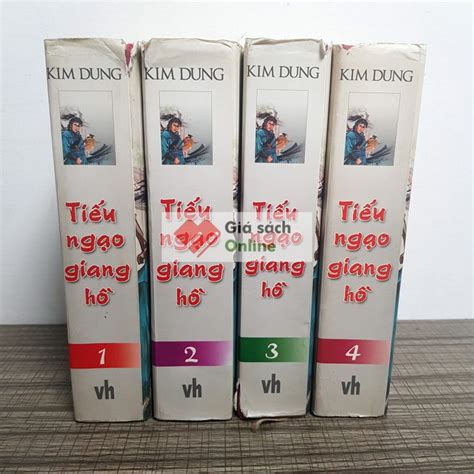 KIM DUNG
Tiếu
ngạo
giang
hồ
1
vh
KIM DUNG
Tiếu
ngạo
giang
hồ
2
vh
KIM DUNG
Tiếu
ngạo
giang
hồ
3
vh
KIM DUNG
Tiếu
ngạo
giang
hồ
4
vh
Giá sách
Online